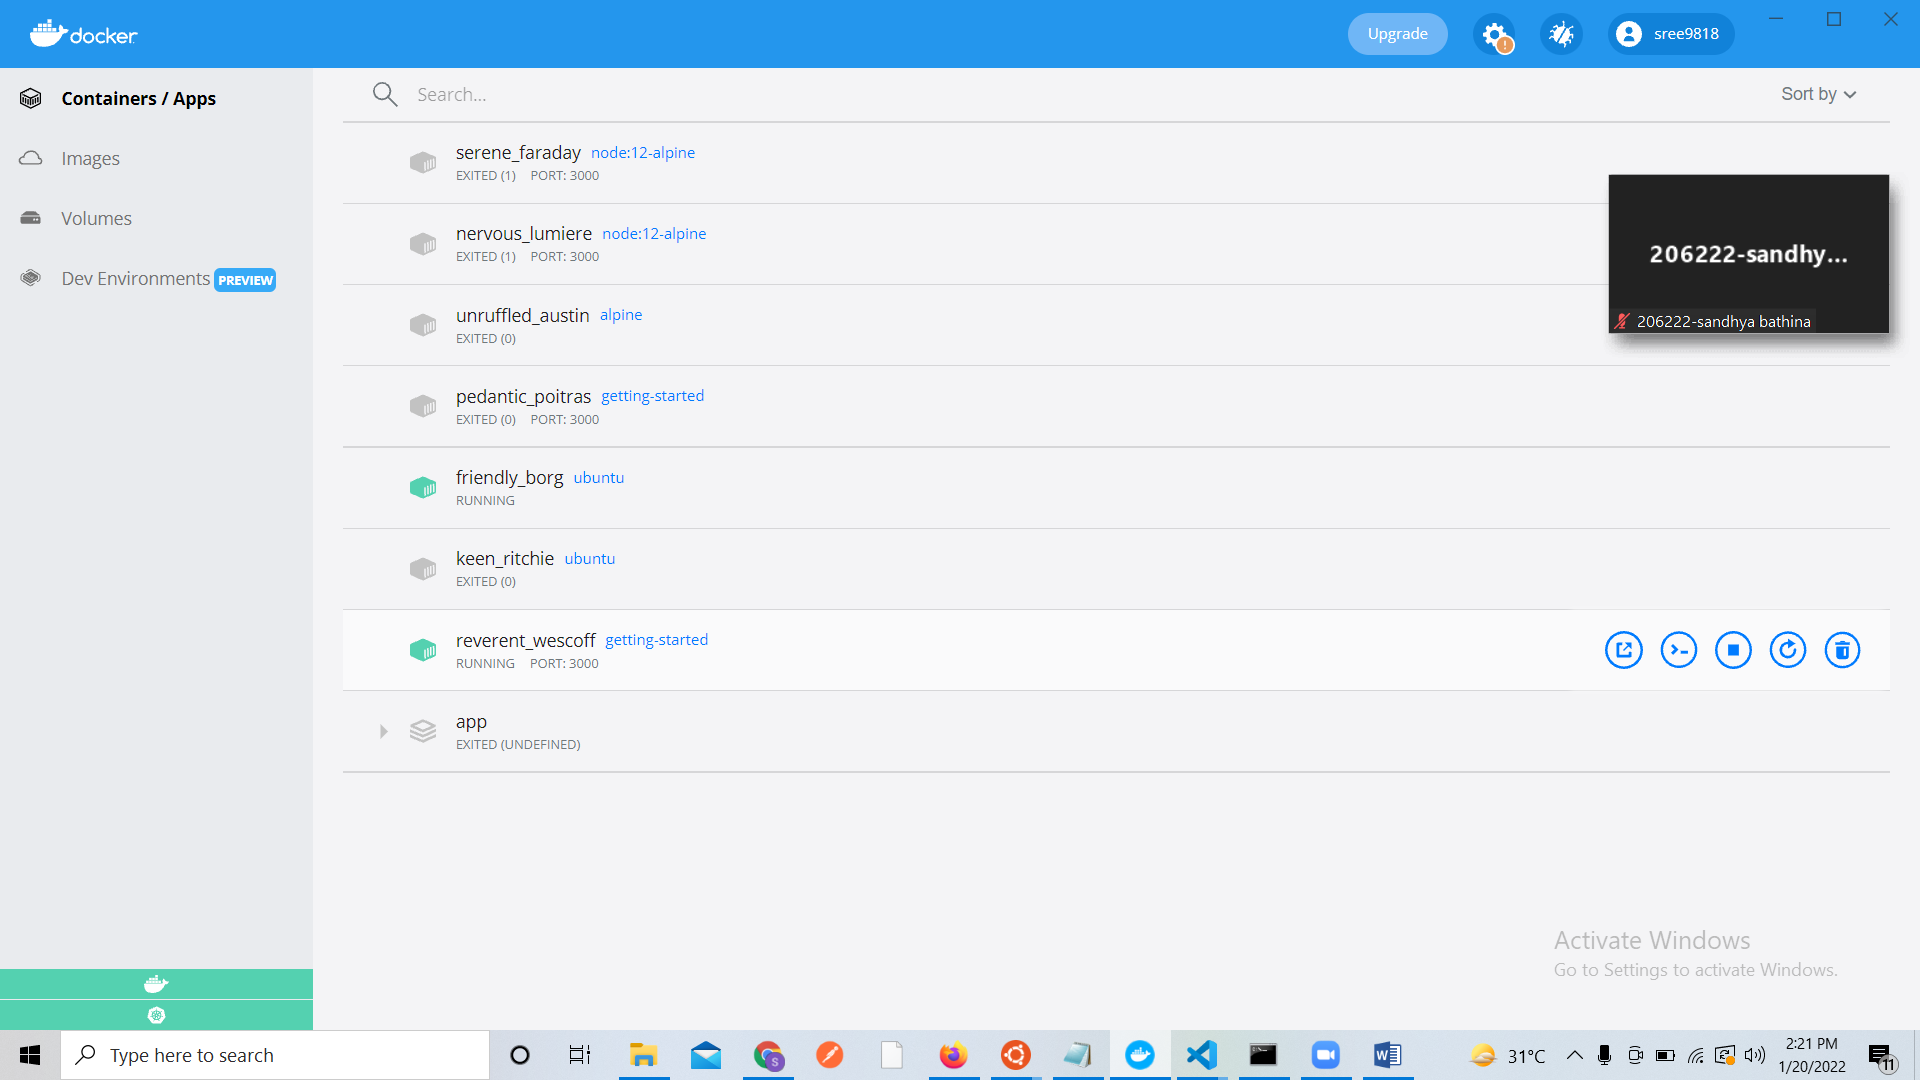 docker
Upgrade
sree9818
Containers / Apps
Images
Volumes
Dev Environments PREVIEW
Search...
Sort by
serene_faraday node:12-alpine
EXITED (1) PORT: 3000
nervous_lumiere node:12-alpine
EXITED (1) PORT: 3000
unruffled_austin alpine
EXITED (0)
pedantic_poitras getting-started
EXITED (0) PORT: 3000
friendly_borg ubuntu
RUNNING
keen_ritchie ubuntu
EXITED (0)
reverent_wescoff getting-started
RUNNING PORT: 3000
app
EXITED (UNDEFINED)
206222-sandhy...
206222-sandhya bathina
Activate Windows
Go to Settings to activate Windows.
Type here to search
31°C
2:21 PM
1/20/2022
11